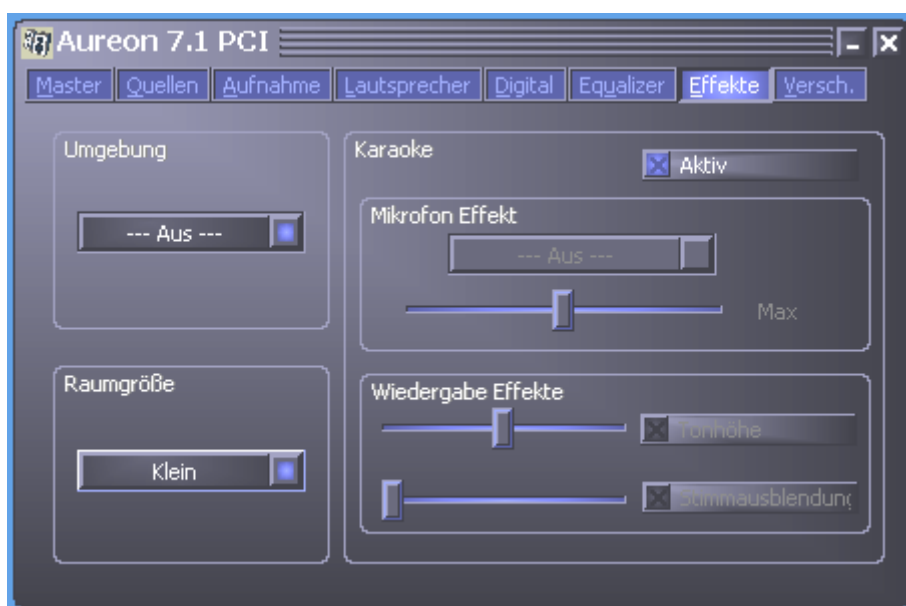 Aureon 7.1 PCI
Master Quellen Aufnahme Lautsprecher Digital Equalizer Effekte Versch.
Umgebung
--- Aus ---
Raumgröße
Klein
Karaoke
Aktiv
Mikrofon Effekt
--- Aus ---
Max
Wiedergabe Effekte
Tonhöhe
Stimmausblendung